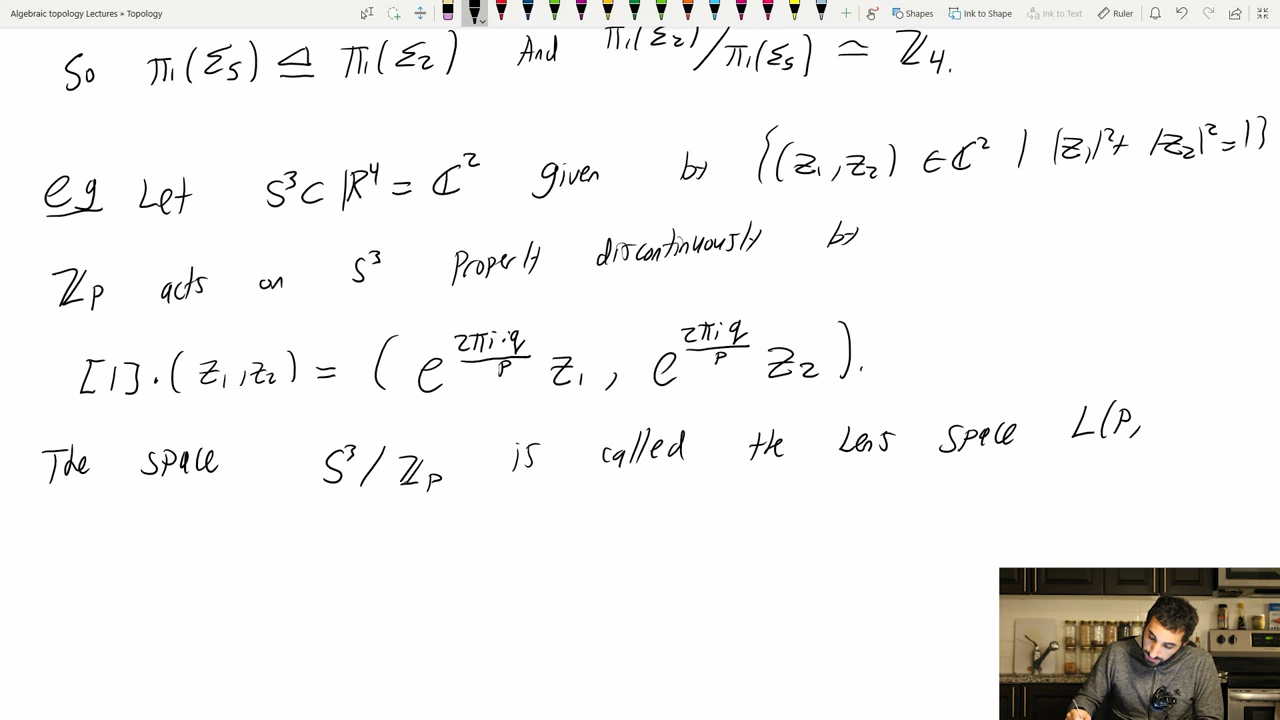 Algebraic topology Lectures » Topology
Shapes Ink to Shape Ink to Text Ruler
So π₁(Σ₅) ⊴ π₁(Σ₂) And π₁(Σ₂)/π₁(Σ₅) ≃ ℤ₄.
eg Let S³ ⊂ ℝ⁴ = ℂ² given by {(z₁,z₂) ∈ ℂ² | |z₁|²+ |z₂|²=1}
ℤₚ acts on S³ Properly discontinuously by
[1]·(z₁,z₂) = (e^{2πi·q/p} z₁, e^{2πiq/p} z₂).
The space S³/ℤₚ is called the Lens space L(P,